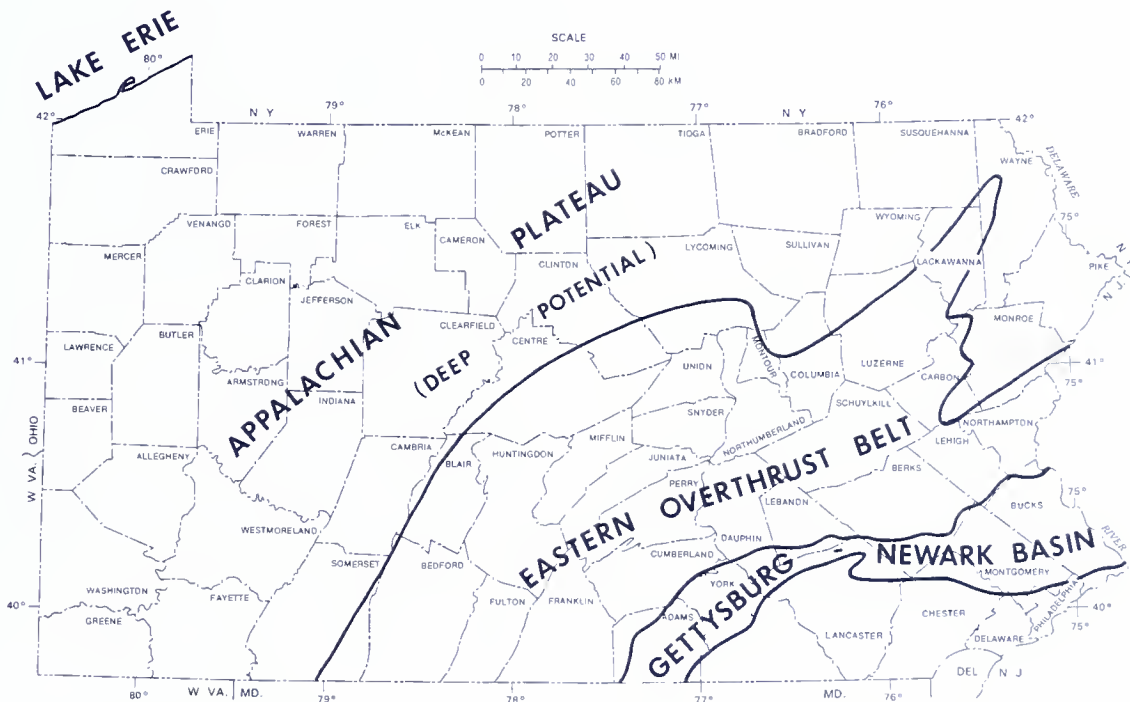 LAKE ERIE
SCALE
0 10 20 30 40 50 MI
0 20 40 60 80 KM
80°
42°
79°
N Y
78°
77°
76°
42°
ERIE
WARREN
McKEAN
POTTER
TIOGA
BRADFORD
SUSQUEHANNA
WAYNE
DELAWARE
CRAWFORD
VENANGO
FOREST
ELK
CAMERON
PLATEAU
WYOMING
75°
MERCER
CLARION
JEFFERSON
CLINTON
LYCOMING
SULLIVAN
LACKAWANNA
PIKE
N Y
N J
(DEEP POTENTIAL)
APPALACHIAN
CLEARFIELD
CENTRE
MONROE
LAWRENCE
BUTLER
41°
ARMSTRONG
INDIANA
UNION
MONTOUR
COLUMBIA
LUZERNE
CARBON
41°
75°
BEAVER
SNYDER
SCHUYLKILL
NORTHAMPTON
W VA. OHIO
ALLEGHENY
CAMBRIA
BLAIR
HUNTINGDON
MIFFLIN
JUNIATA
NORTHUMBERLAND
LEHIGH
EASTERN OVERTHRUST BELT
PERRY
BERKS
LEBANON
BUCKS
75°
WESTMORELAND
DAUPHIN
CUMBERLAND
RIVER
SOMERSET
BEDFORD
GETTYSBURG - NEWARK BASIN
MONTGOMERY
WASHINGTON
FAYETTE
FULTON
FRANKLIN
YORK
ADAMS
40°
GREENE
CHESTER
PHILADELPHIA
40°
75°
LANCASTER
DELAWARE
DEL
N J
80°
W VA. MD.
79°
78°
77°
MD.
76°